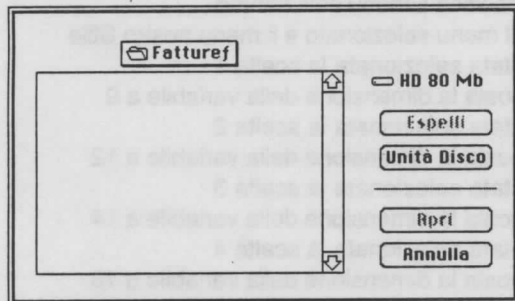 Fatturef
HD 80 Mb
Espelli
Unità Disco
Apri
Annulla